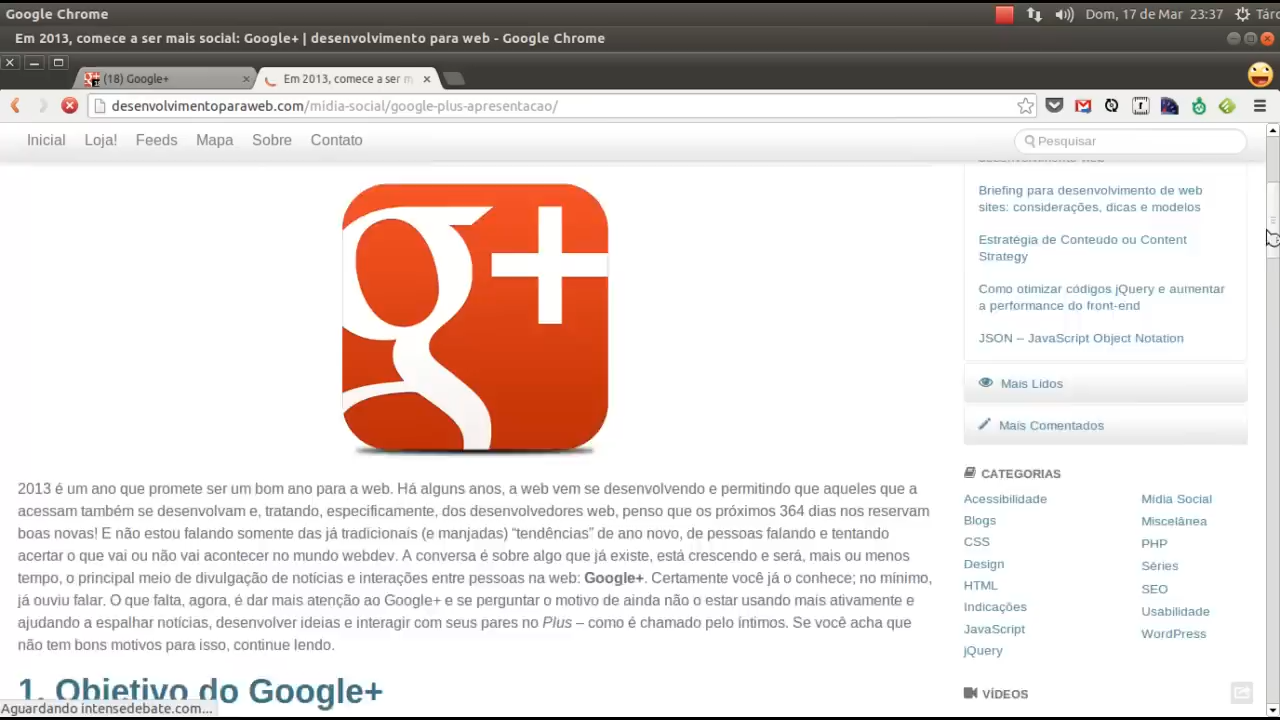 Google Chrome
Dom, 17 de Mar 23:37
Em 2013, comece a ser mais social: Google+ | desenvolvimento para web - Google Chrome
(18) Google+
Em 2013, comece a ser m
desenvolvimentoparaweb.com/midia-social/google-plus-apresentacao/
Inicial Loja! Feeds Mapa Sobre Contato
Pesquisar
g+
Briefing para desenvolvimento de web
sites: considerações, dicas e modelos
Estratégia de Conteúdo ou Content
Strategy
Como otimizar códigos jQuery e aumentar
a performance do front-end
JSON – JavaScript Object Notation
Mais Lidos
Mais Comentados
2013 é um ano que promete ser um bom ano para a web. Há alguns anos, a web vem se desenvolvendo e permitindo que aqueles que a
acessam também se desenvolvam e, tratando, especificamente, dos desenvolvedores web, penso que os próximos 364 dias nos reservam
boas novas! E não estou falando somente das já tradicionais (e manjadas) “tendências” de ano novo, de pessoas falando e tentando
acertar o que vai ou não vai acontecer no mundo webdev. A conversa é sobre algo que já existe, está crescendo e será, mais ou menos
tempo, o principal meio de divulgação de notícias e interações entre pessoas na web: Google+. Certamente você já o conhece; no mínimo,
já ouviu falar. O que falta, agora, é dar mais atenção ao Google+ e se perguntar o motivo de ainda não o estar usando mais ativamente e
ajudando a espalhar notícias, desenvolver ideias e interagir com seus pares no Plus – como é chamado pelo íntimos. Se você acha que
não tem bons motivos para isso, continue lendo.
1. Objetivo do Google+
CATEGORIAS
Acessibilidade
Blogs
CSS
Design
HTML
Indicações
JavaScript
jQuery
Mídia Social
Miscelânea
PHP
Séries
SEO
Usabilidade
WordPress
VÍDEOS
Aguardando intensedebate.com...